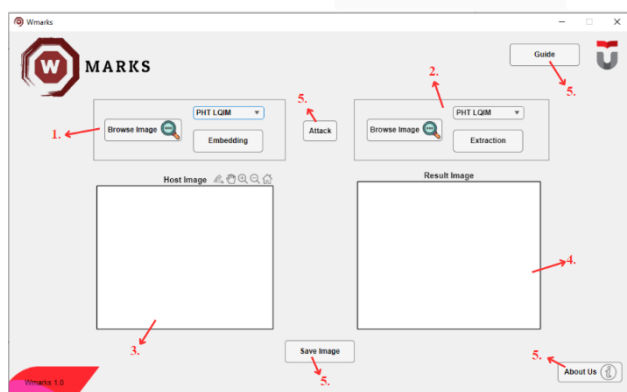 Wmarks
W MARKS
Guide
5.
5.
2.
PHT LQIM
PHT LQIM
1.
Browse Image
Attack
Browse Image
Embedding
Extraction
Host Image
Result Image
4.
3.
Save Image
5.
5.
About Us
Wmarks 1.0